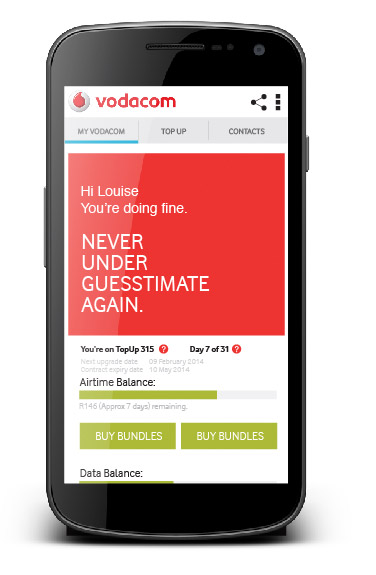 vodacom
MY VODACOM TOP UP CONTACTS
Hi Louise
You're doing fine.
NEVER
UNDER
GUESSTIMATE
AGAIN.
You're on TopUp 315 ? Day 7 of 31 ?
Next upgrade date 09 February 2014
Contract expiry date 10 May 2014
Airtime Balance:
R146 (Approx 7 days) remaining.
BUY BUNDLES BUY BUNDLES
Data Balance: